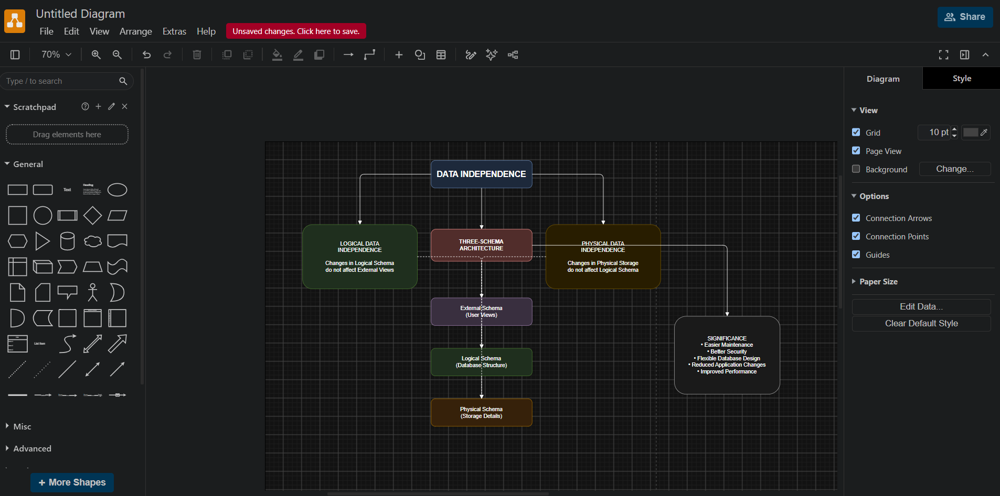 Untitled Diagram
File Edit View Arrange Extras Help Unsaved changes. Click here to save.
Share
70%
Type / to search
Scratchpad
Drag elements here
General
Text
Heading
List Item
Misc
Advanced
+ More Shapes
DATA INDEPENDENCE
LOGICAL DATA
INDEPENDENCE
Changes in Logical Schema
do not affect External Views
THREE-SCHEMA
ARCHITECTURE
PHYSICAL DATA
INDEPENDENCE
Changes in Physical Storage
do not affect Logical Schema
External Schema
(User Views)
Logical Schema
(Database Structure)
Physical Schema
(Storage Details)
SIGNIFICANCE
• Easier Maintenance
• Better Security
• Flexible Database Design
• Reduced Application Changes
• Improved Performance
Diagram Style
View
Grid 10 pt
Page View
Background Change...
Options
Connection Arrows
Connection Points
Guides
Paper Size
Edit Data...
Clear Default Style